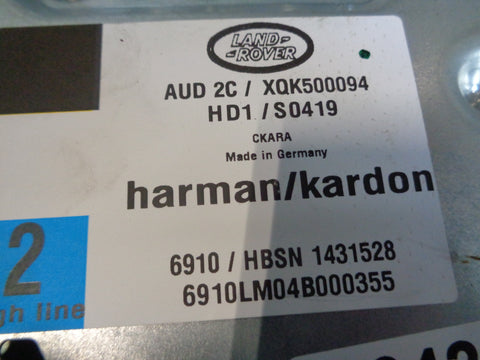 LAND-
-ROVER
AUD 2C / XQK500094
HD1 / S0419
CKARA
Made in Germany
harman/kardon
2
gh line
6910 / HBSN 1431528
6910LM04B000355